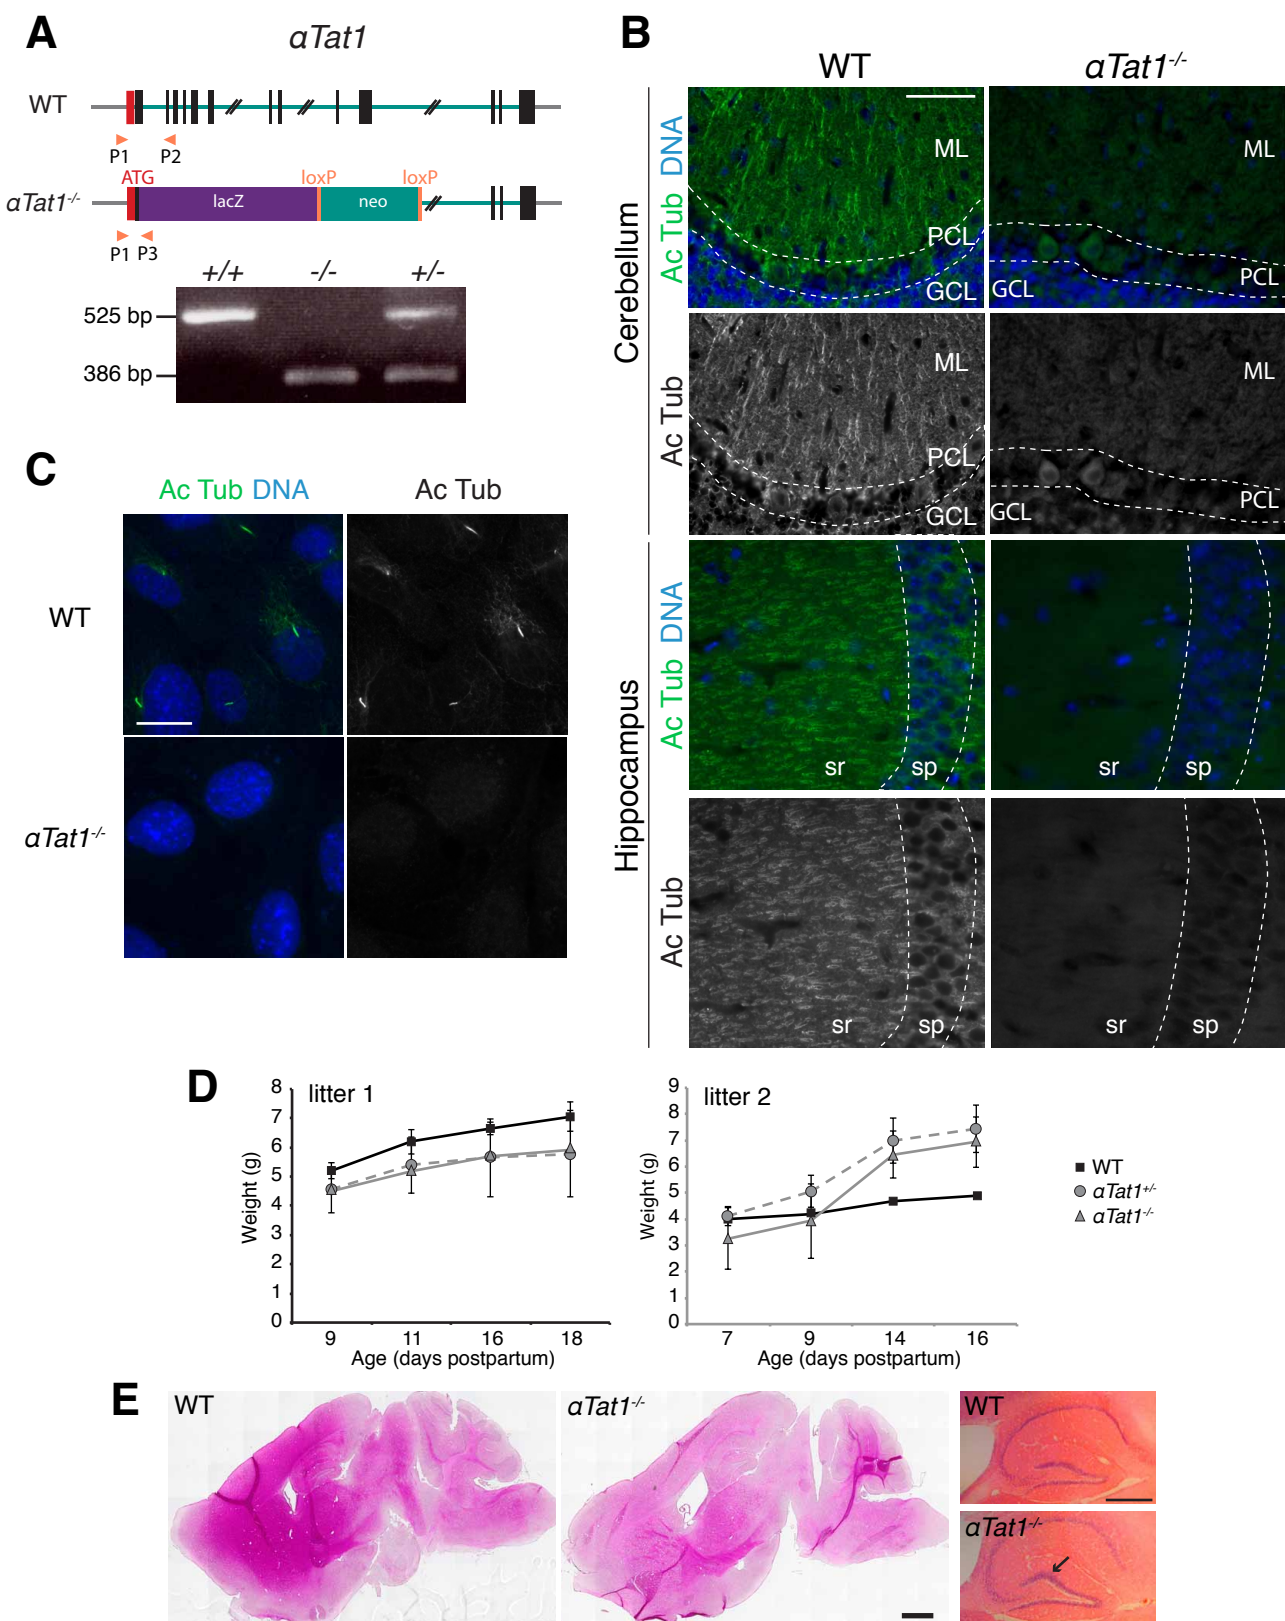 A
αTat1
WT
P1 P2
ATG
loxP loxP
αTat1-/-
lacZ neo
P1 P3
+/+ -/- +/-
525 bp
386 bp
B
WT αTat1-/-
Cerebellum
Ac Tub DNA
ML ML
PCL PCL
GCL GCL
Ac Tub
ML ML
PCL PCL
GCL GCL
Hippocampus
Ac Tub DNA
sr sp sr sp
Ac Tub
sr sp sr sp
C
Ac Tub DNA Ac Tub
WT
αTat1-/-
D
litter 1
Weight (g)
8
7
6
5
4
3
2
1
0
9 11 16 18
Age (days postpartum)
litter 2
Weight (g)
9
8
7
6
5
4
3
2
1
0
7 9 14 16
Age (days postpartum)
WT
αTat1+/-
αTat1-/-
E
WT αTat1-/- WT
αTat1-/-